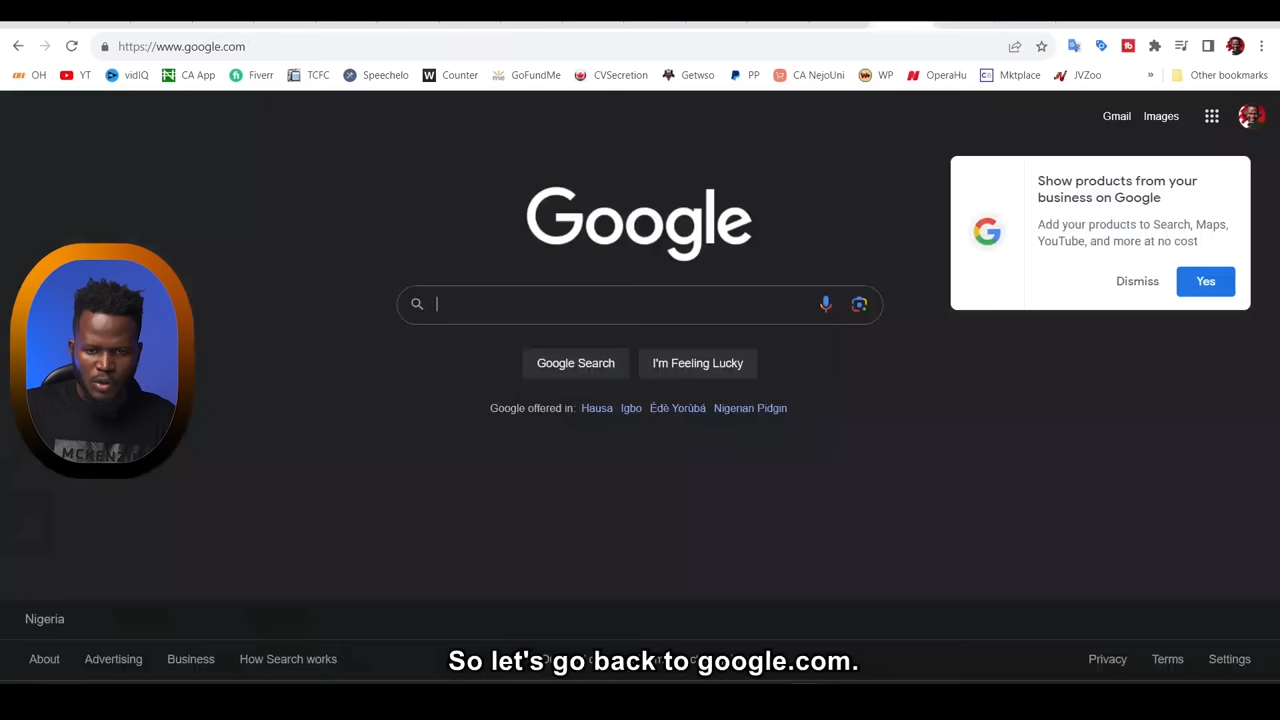 https://www.google.com
OH YT vidIQ CA App Fiverr TCFC Speechelo Counter GoFundMe CVSecretion Getwso PP CA NejoUni WP OperaHu Mktplace JVZoo » Other bookmarks
Gmail Images
Show products from your
business on Google
Add your products to Search, Maps,
YouTube, and more at no cost
Dismiss Yes
Google
Google Search I'm Feeling Lucky
Google offered in: Hausa Igbo Èdè Yorùbá Nigerian Pidgin
MCKENZI
Nigeria
About Advertising Business How Search works
So let's go back to google.com.
Privacy Terms Settings